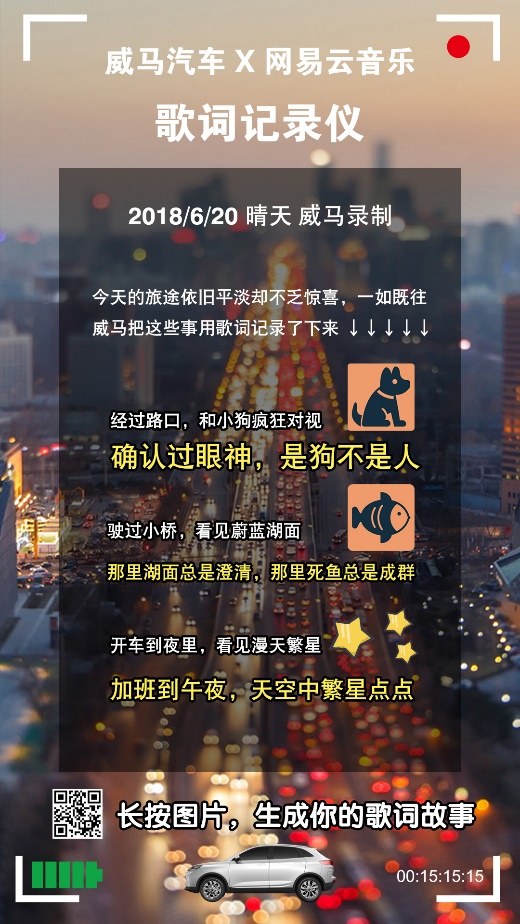 威马汽车 X 网易云音乐
歌词记录仪
2018/6/20 晴天 威马录制
今天的旅途依旧平淡却不乏惊喜，一如既往
威马把这些事用歌词记录了下来 ↓↓↓↓↓
经过路口，和小狗疯狂对视
确认过眼神，是狗不是人
驶过小桥，看见蔚蓝湖面
那里湖面总是澄清，那里死鱼总是成群
开车到夜里，看见漫天繁星
加班到午夜，天空中繁星点点
长按图片，生成你的歌词故事
00:15:15:15